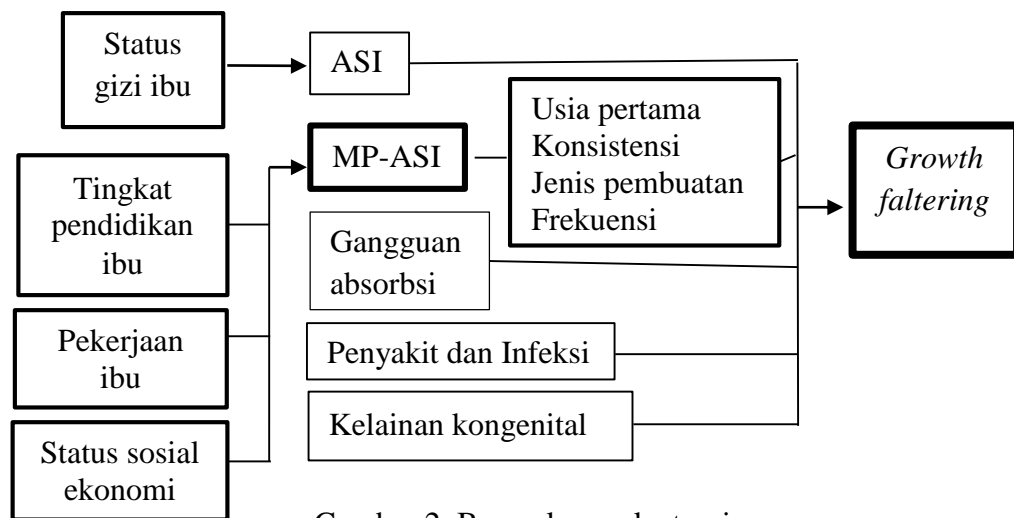 Status
gizi ibu
ASI
Usia pertama
Konsistensi
Jenis pembuatan
Frekuensi
MP-ASI
Growth
faltering
Tingkat
pendidikan
ibu
Gangguan
absorbsi
Pekerjaan
ibu
Penyakit dan Infeksi
Kelainan kongenital
Status sosial
ekonomi